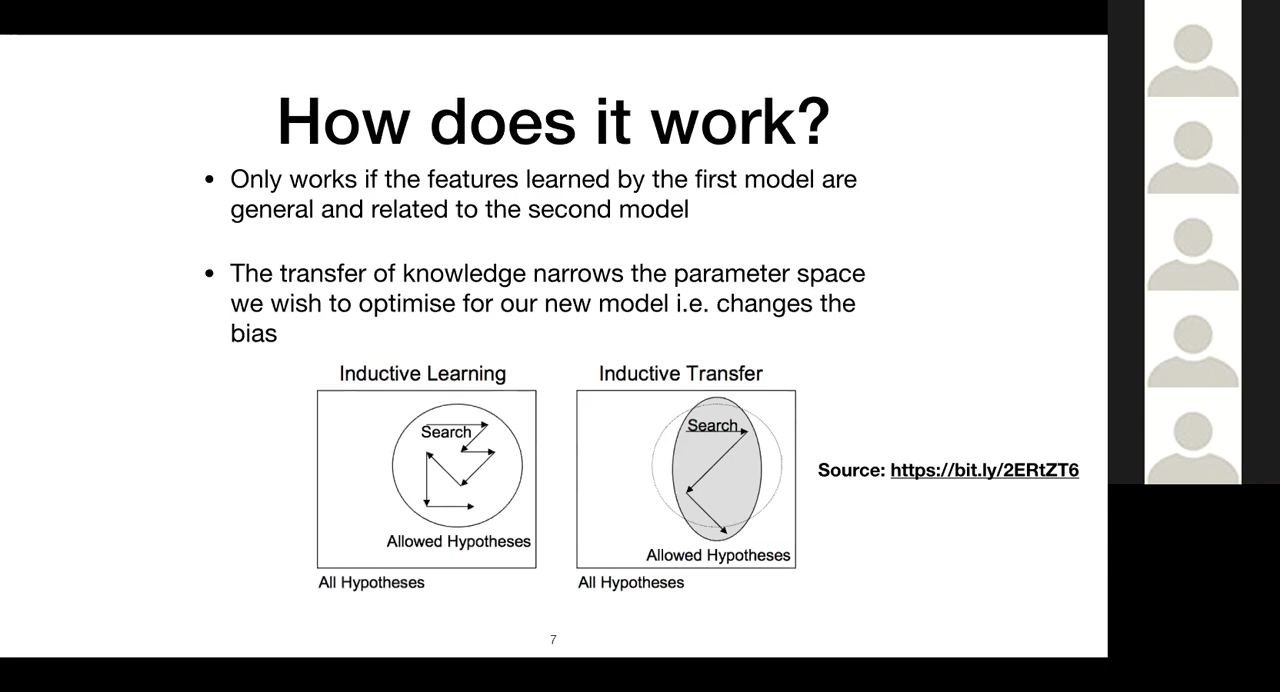 How does it work?
• Only works if the features learned by the first model are
general and related to the second model
• The transfer of knowledge narrows the parameter space
we wish to optimise for our new model i.e. changes the
bias
Inductive Learning
Search
Allowed Hypotheses
All Hypotheses
Inductive Transfer
Search
Allowed Hypotheses
All Hypotheses
Source: https://bit.ly/2ERtZT6
7